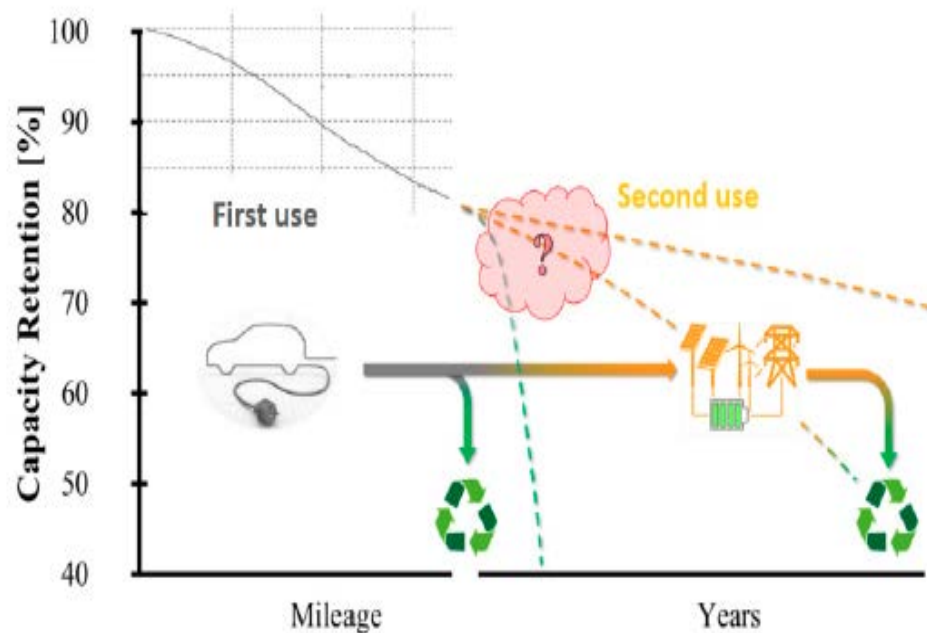 Capacity Retention [%]
100
90
80
70
60
50
40
First use
Second use
?
Mileage
Years